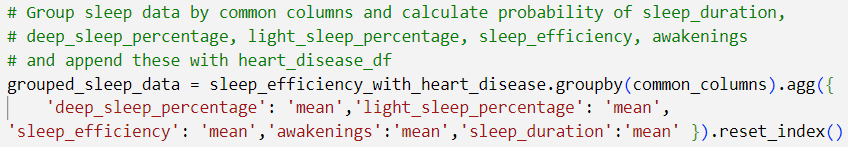 # Group sleep data by common columns and calculate probability of sleep_duration,
# deep_sleep_percentage, light_sleep_percentage, sleep_efficiency, awakenings
# and append these with heart_disease_df
grouped_sleep_data = sleep_efficiency_with_heart_disease.groupby(common_columns).agg({
    'deep_sleep_percentage': 'mean','light_sleep_percentage': 'mean',
'sleep_efficiency': 'mean','awakenings':'mean','sleep_duration':'mean' }).reset_index()